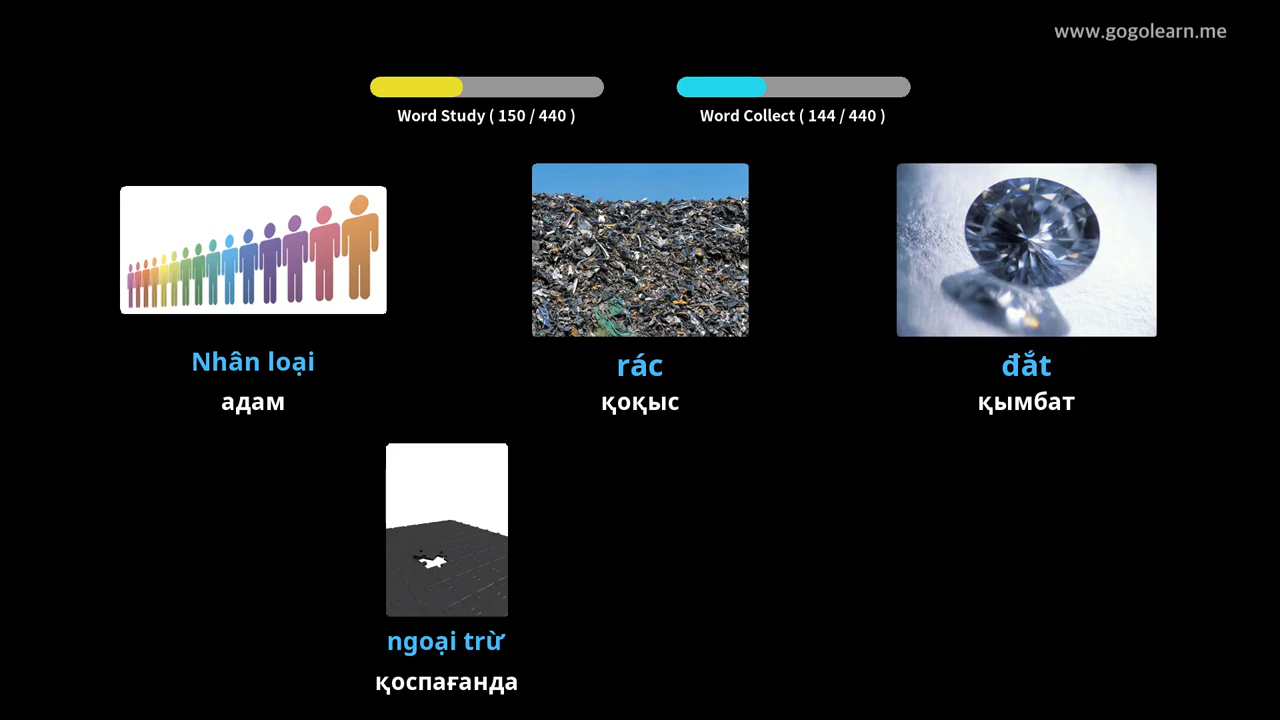 www.gogolearn.me
Word Study ( 150 / 440 )
Word Collect ( 144 / 440 )
Nhân loại
адам
rác
қоқыс
đắt
қымбат
ngoại trừ
қоспағанда